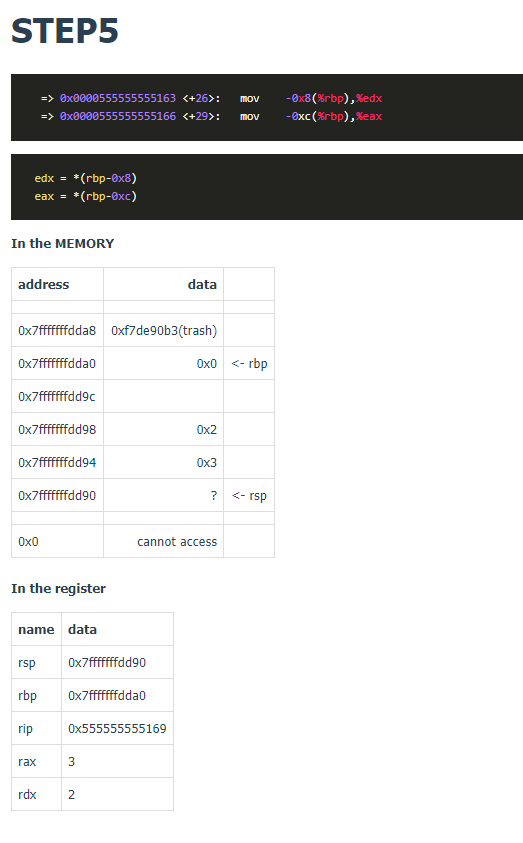 STEP5
=> 0x0000555555555163 <+26>: mov -0x8(%rbp),%edx
=> 0x0000555555555166 <+29>: mov -0xc(%rbp),%eax
edx = *(rbp-0x8)
eax = *(rbp-0xc)
In the MEMORY
address data
0x7fffffffdda8 0xf7de90b3(trash)
0x7fffffffdda0 0x0 <- rbp
0x7fffffffdd9c
0x7fffffffdd98 0x2
0x7fffffffdd94 0x3
0x7fffffffdd90 ? <- rsp
0x0 cannot access
In the register
name data
rsp 0x7fffffffdd90
rbp 0x7fffffffdda0
rip 0x555555555169
rax 3
rdx 2